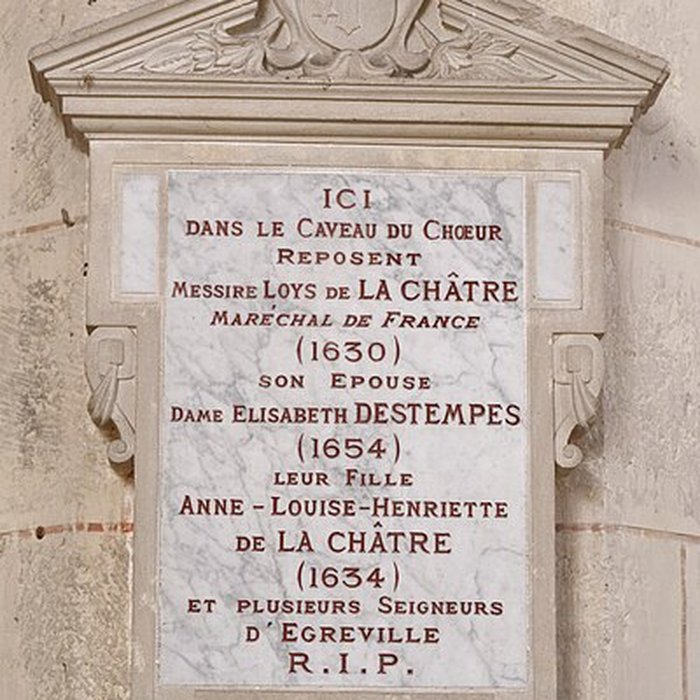 ICI
DANS LE CAVEAU DU CHŒUR
REPOSENT
MESSIRE LOYS DE LA CHÂTRE
MARÉCHAL DE FRANCE
(1630)
SON EPOUSE
DAME ELISABETH DESTEMPES
(1654)
LEUR FILLE
ANNE-LOUISE-HENRIETTE
DE LA CHÂTRE
(1634)
ET PLUSIEURS SEIGNEURS
D'EGREVILLE
R.I.P.